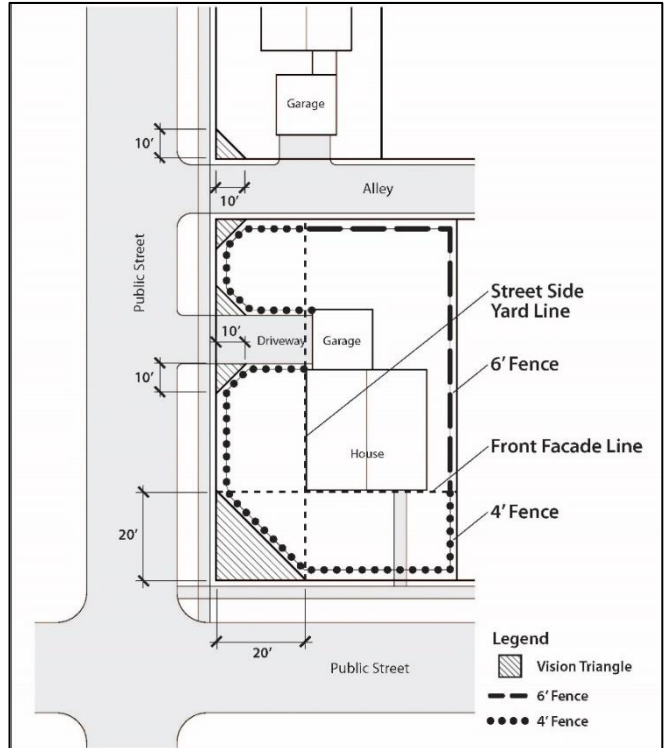 Garage
10’
10’
Alley
Public Street
Street Side
Yard Line
10’
Driveway
Garage
10’
6’ Fence
House
Front Facade Line
20’
4’ Fence
20’
Public Street
Legend
Vision Triangle
6’ Fence
4’ Fence